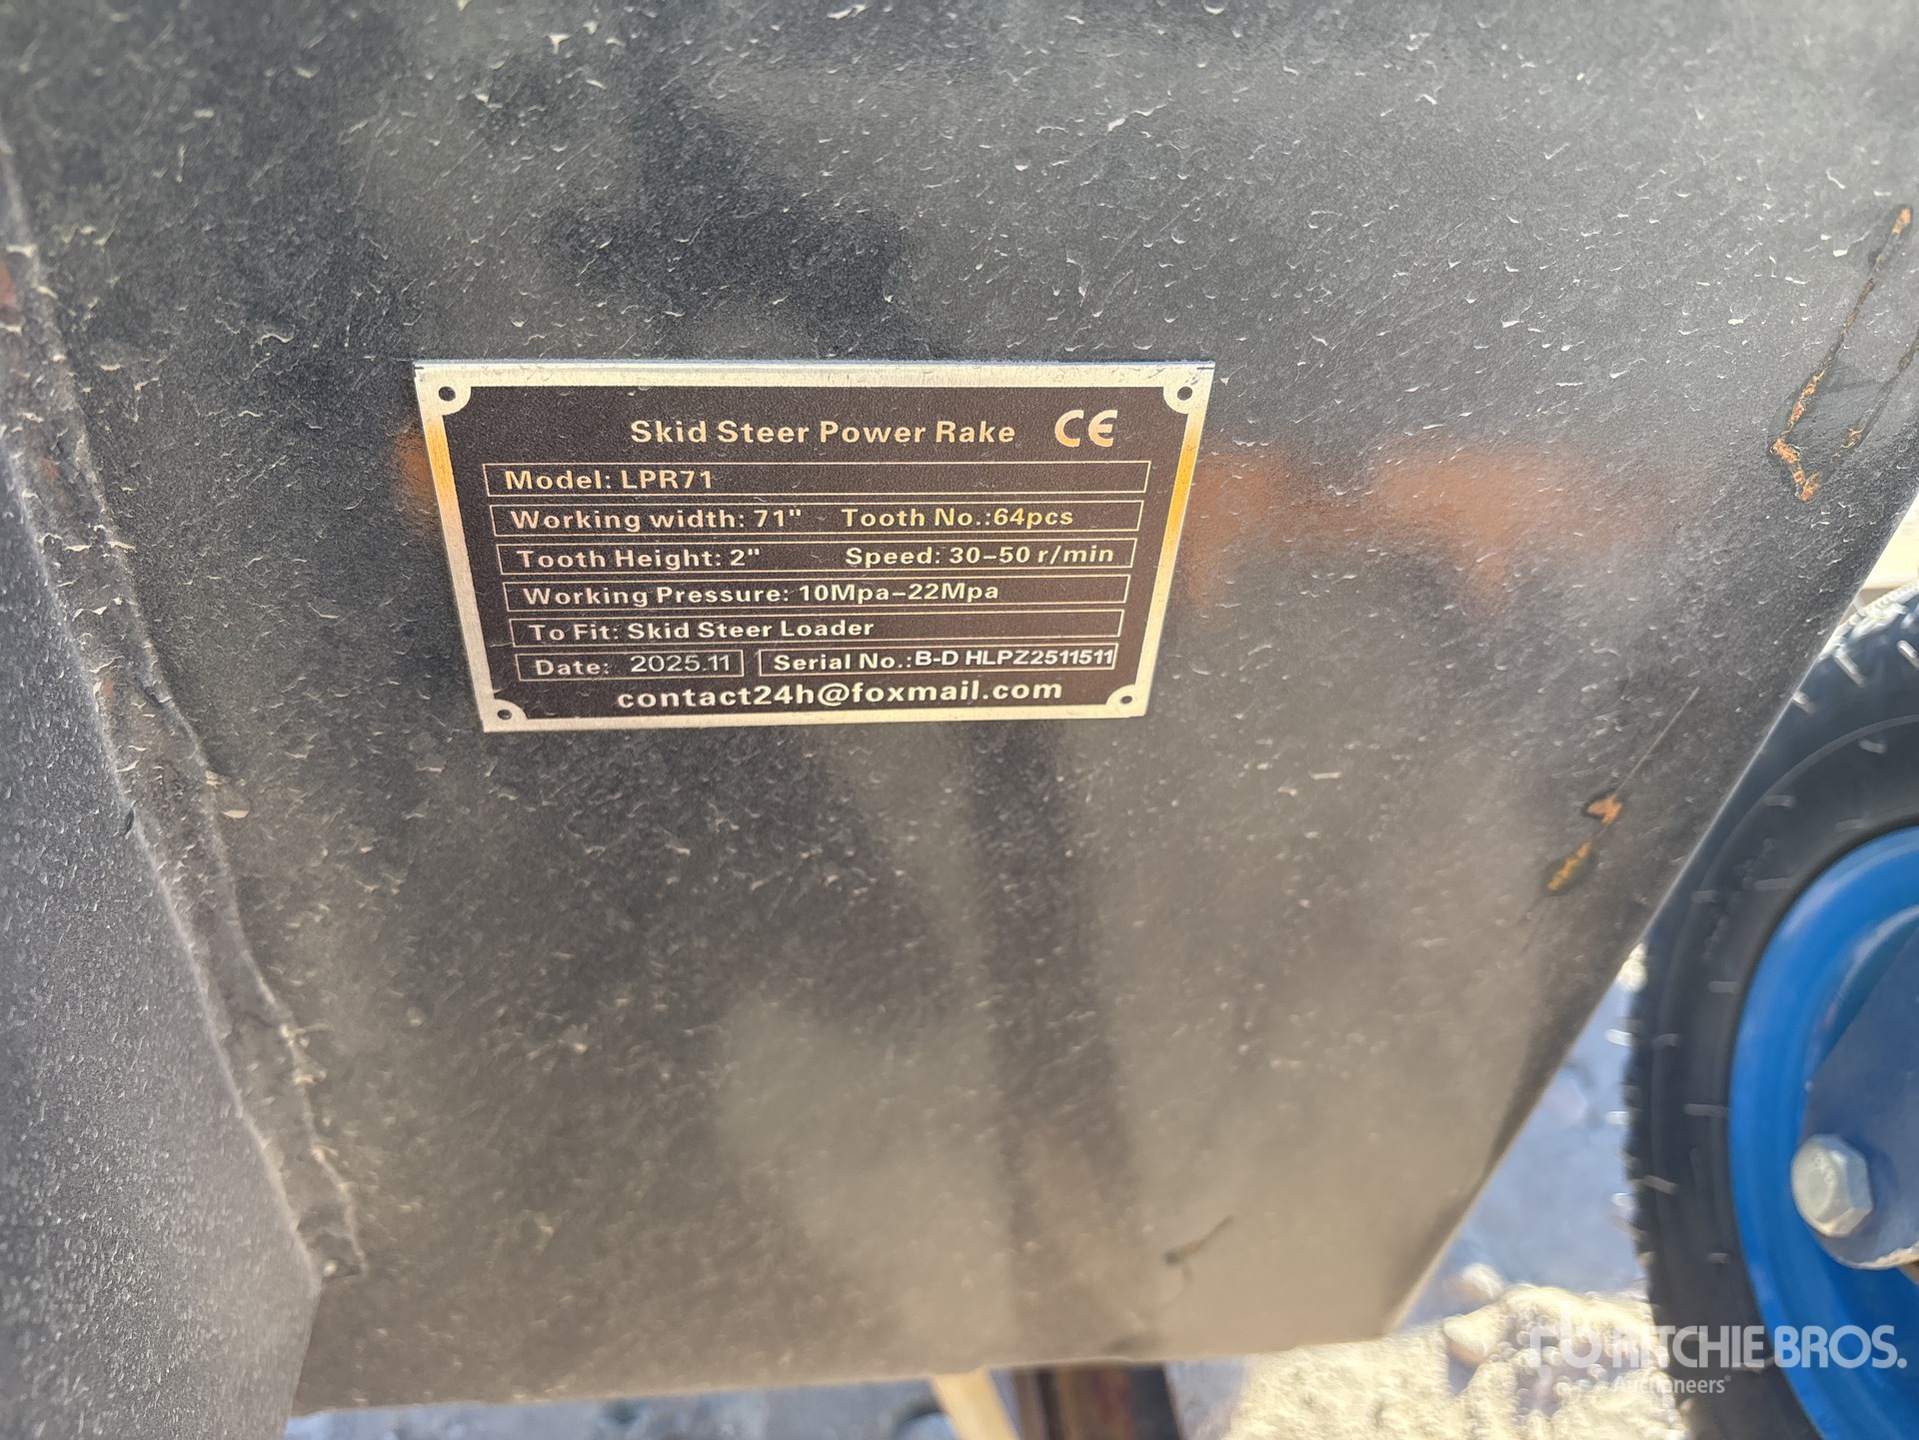 Skid Steer Power Rake CE
Model: LPR71
Working width: 71" Tooth No.:64pcs
Tooth Height: 2" Speed: 30-50 r/min
Working Pressure: 10Mpa-22Mpa
To Fit: Skid Steer Loader
Date: 2025.11 Serial No.: B-D HLPZ2511511
contact24h@foxmail.com
rb RITCHIE BROS.
Auctioneers®